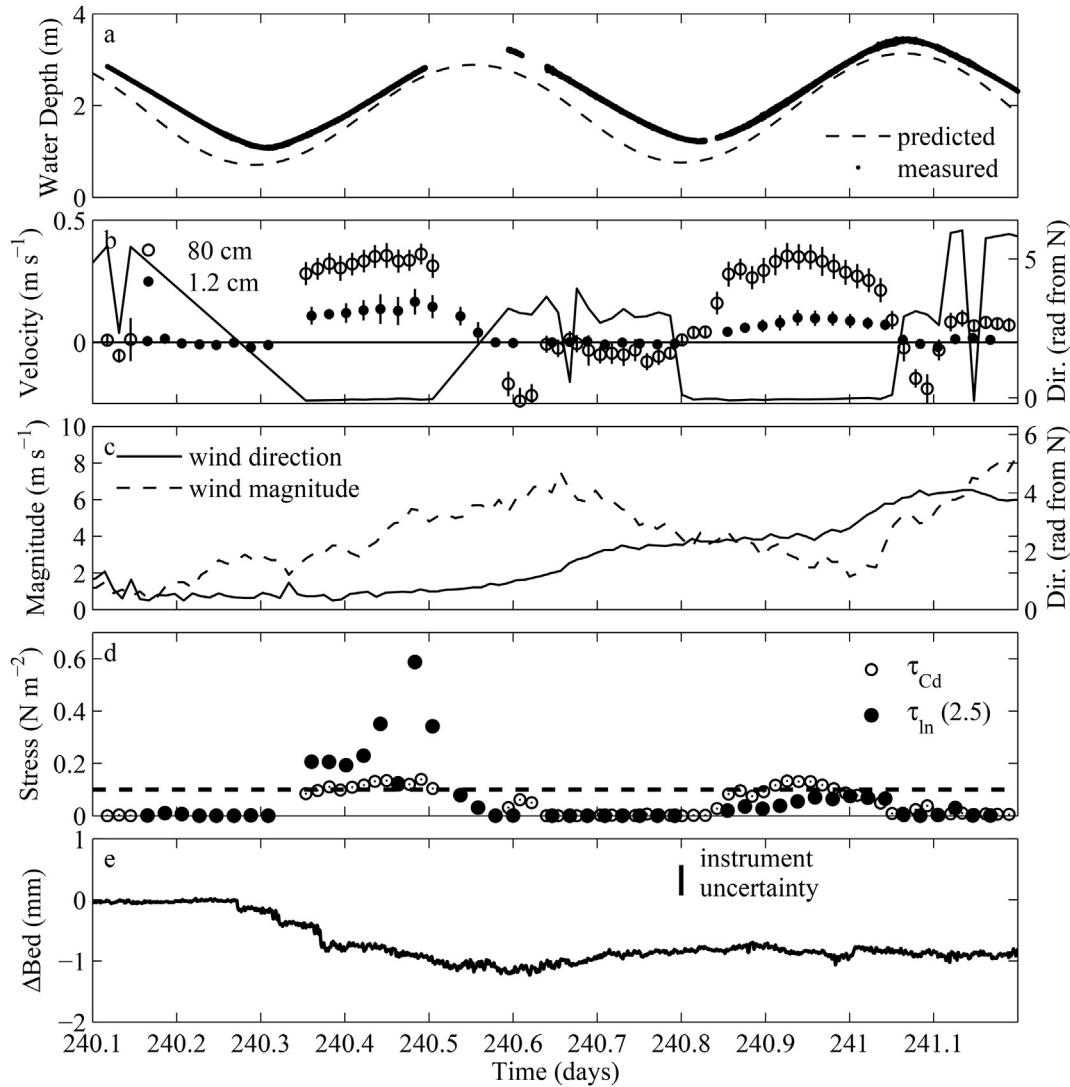 a
4
2
0
Water Depth (m)
predicted
measured
b
80 cm
1.2 cm
0.5
0
Velocity (m s−1)
5
0
Dir. (rad from N)
c
wind direction
wind magnitude
10
8
6
4
2
0
Magnitude (m s−1)
6
4
2
0
Dir. (rad from N)
d
τCd
τln (2.5)
0.6
0.4
0.2
0
Stress (N m−2)
e
instrument
uncertainty
1
0
−1
−2
ΔBed (mm)
240.1 240.2 240.3 240.4 240.5 240.6 240.7 240.8 240.9 241 241.1
Time (days)